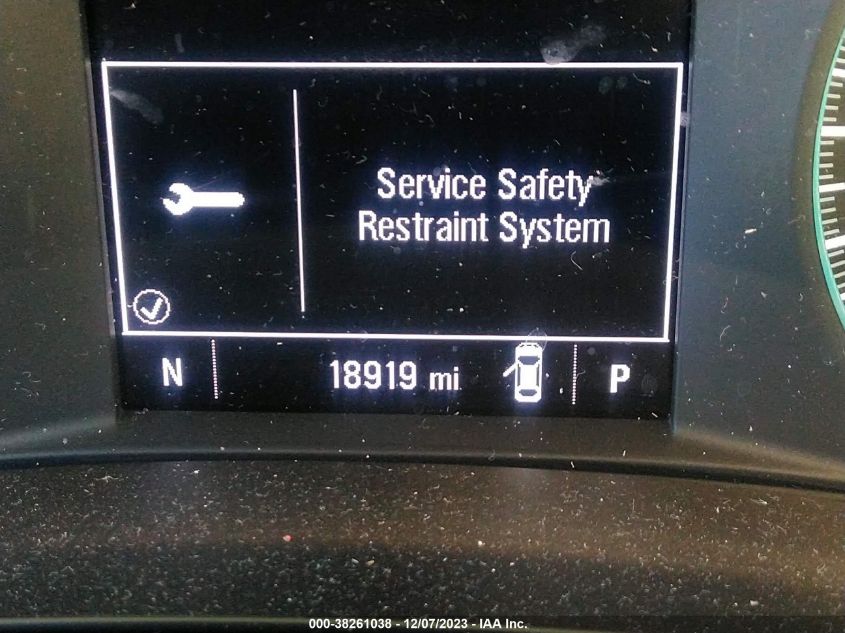 Service Safety
Restraint System
N 18919 mi P
000-38261038 - 12/07/2023 - IAA Inc.